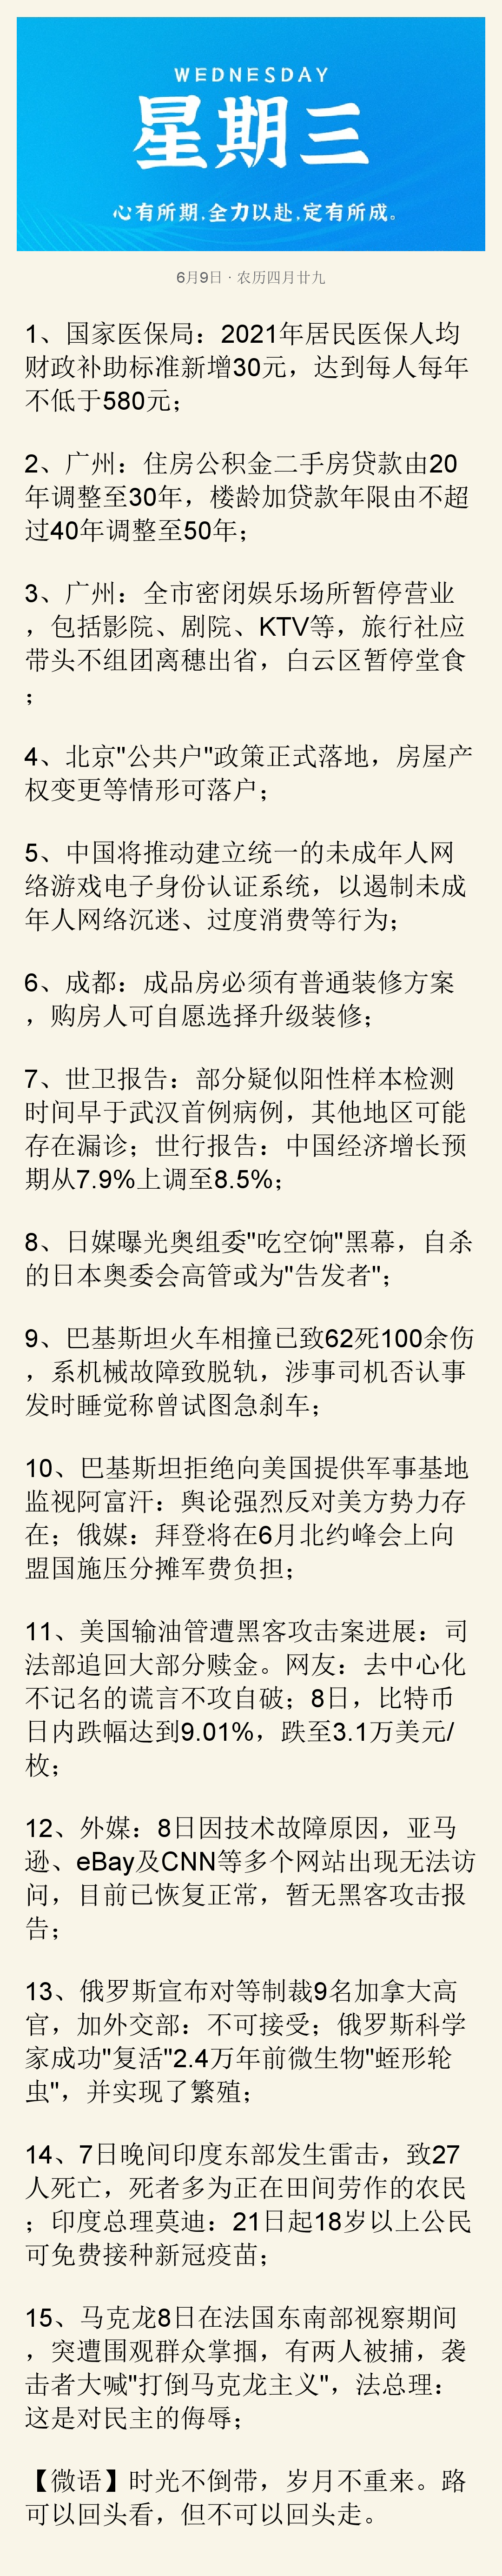 WEDNESDAY
星期三
心有所期,全力以赴,定有所成。
6月9日 · 农历四月廿九
1、国家医保局：2021年居民医保人均
财政补助标准新增30元，达到每人每年
不低于580元；
2、广州：住房公积金二手房贷款由20
年调整至30年，楼龄加贷款年限由不超
过40年调整至50年；
3、广州：全市密闭娱乐场所暂停营业
，包括影院、剧院、KTV等，旅行社应
带头不组团离穗出省，白云区暂停堂食
；
4、北京"公共户"政策正式落地，房屋产
权变更等情形可落户；
5、中国将推动建立统一的未成年人网
络游戏电子身份认证系统，以遏制未成
年人网络沉迷、过度消费等行为；
6、成都：成品房必须有普通装修方案
，购房人可自愿选择升级装修；
7、世卫报告：部分疑似阳性样本检测
时间早于武汉首例病例，其他地区可能
存在漏诊；世行报告：中国经济增长预
期从7.9%上调至8.5%；
8、日媒曝光奥组委"吃空饷"黑幕，自杀
的日本奥委会高管或为"告发者"；
9、巴基斯坦火车相撞已致62死100余伤
，系机械故障致脱轨，涉事司机否认事
发时睡觉称曾试图急刹车；
10、巴基斯坦拒绝向美国提供军事基地
监视阿富汗：舆论强烈反对美方势力存
在；俄媒：拜登将在6月北约峰会上向
盟国施压分摊军费负担；
11、美国输油管遭黑客攻击案进展：司
法部追回大部分赎金。网友：去中心化
不记名的谎言不攻自破；8日，比特币
日内跌幅达到9.01%，跌至3.1万美元/
枚；
12、外媒：8日因技术故障原因，亚马
逊、eBay及CNN等多个网站出现无法访
问，目前已恢复正常，暂无黑客攻击报
告；
13、俄罗斯宣布对等制裁9名加拿大高
官，加外交部：不可接受；俄罗斯科学
家成功"复活"2.4万年前微生物"蛭形轮
虫"，并实现了繁殖；
14、7日晚间印度东部发生雷击，致27
人死亡，死者多为正在田间劳作的农民
；印度总理莫迪：21日起18岁以上公民
可免费接种新冠疫苗；
15、马克龙8日在法国东南部视察期间
，突遭围观群众掌掴，有两人被捕，袭
击者大喊"打倒马克龙主义"，法总理：
这是对民主的侮辱；
【微语】时光不倒带，岁月不重来。路
可以回头看，但不可以回头走。